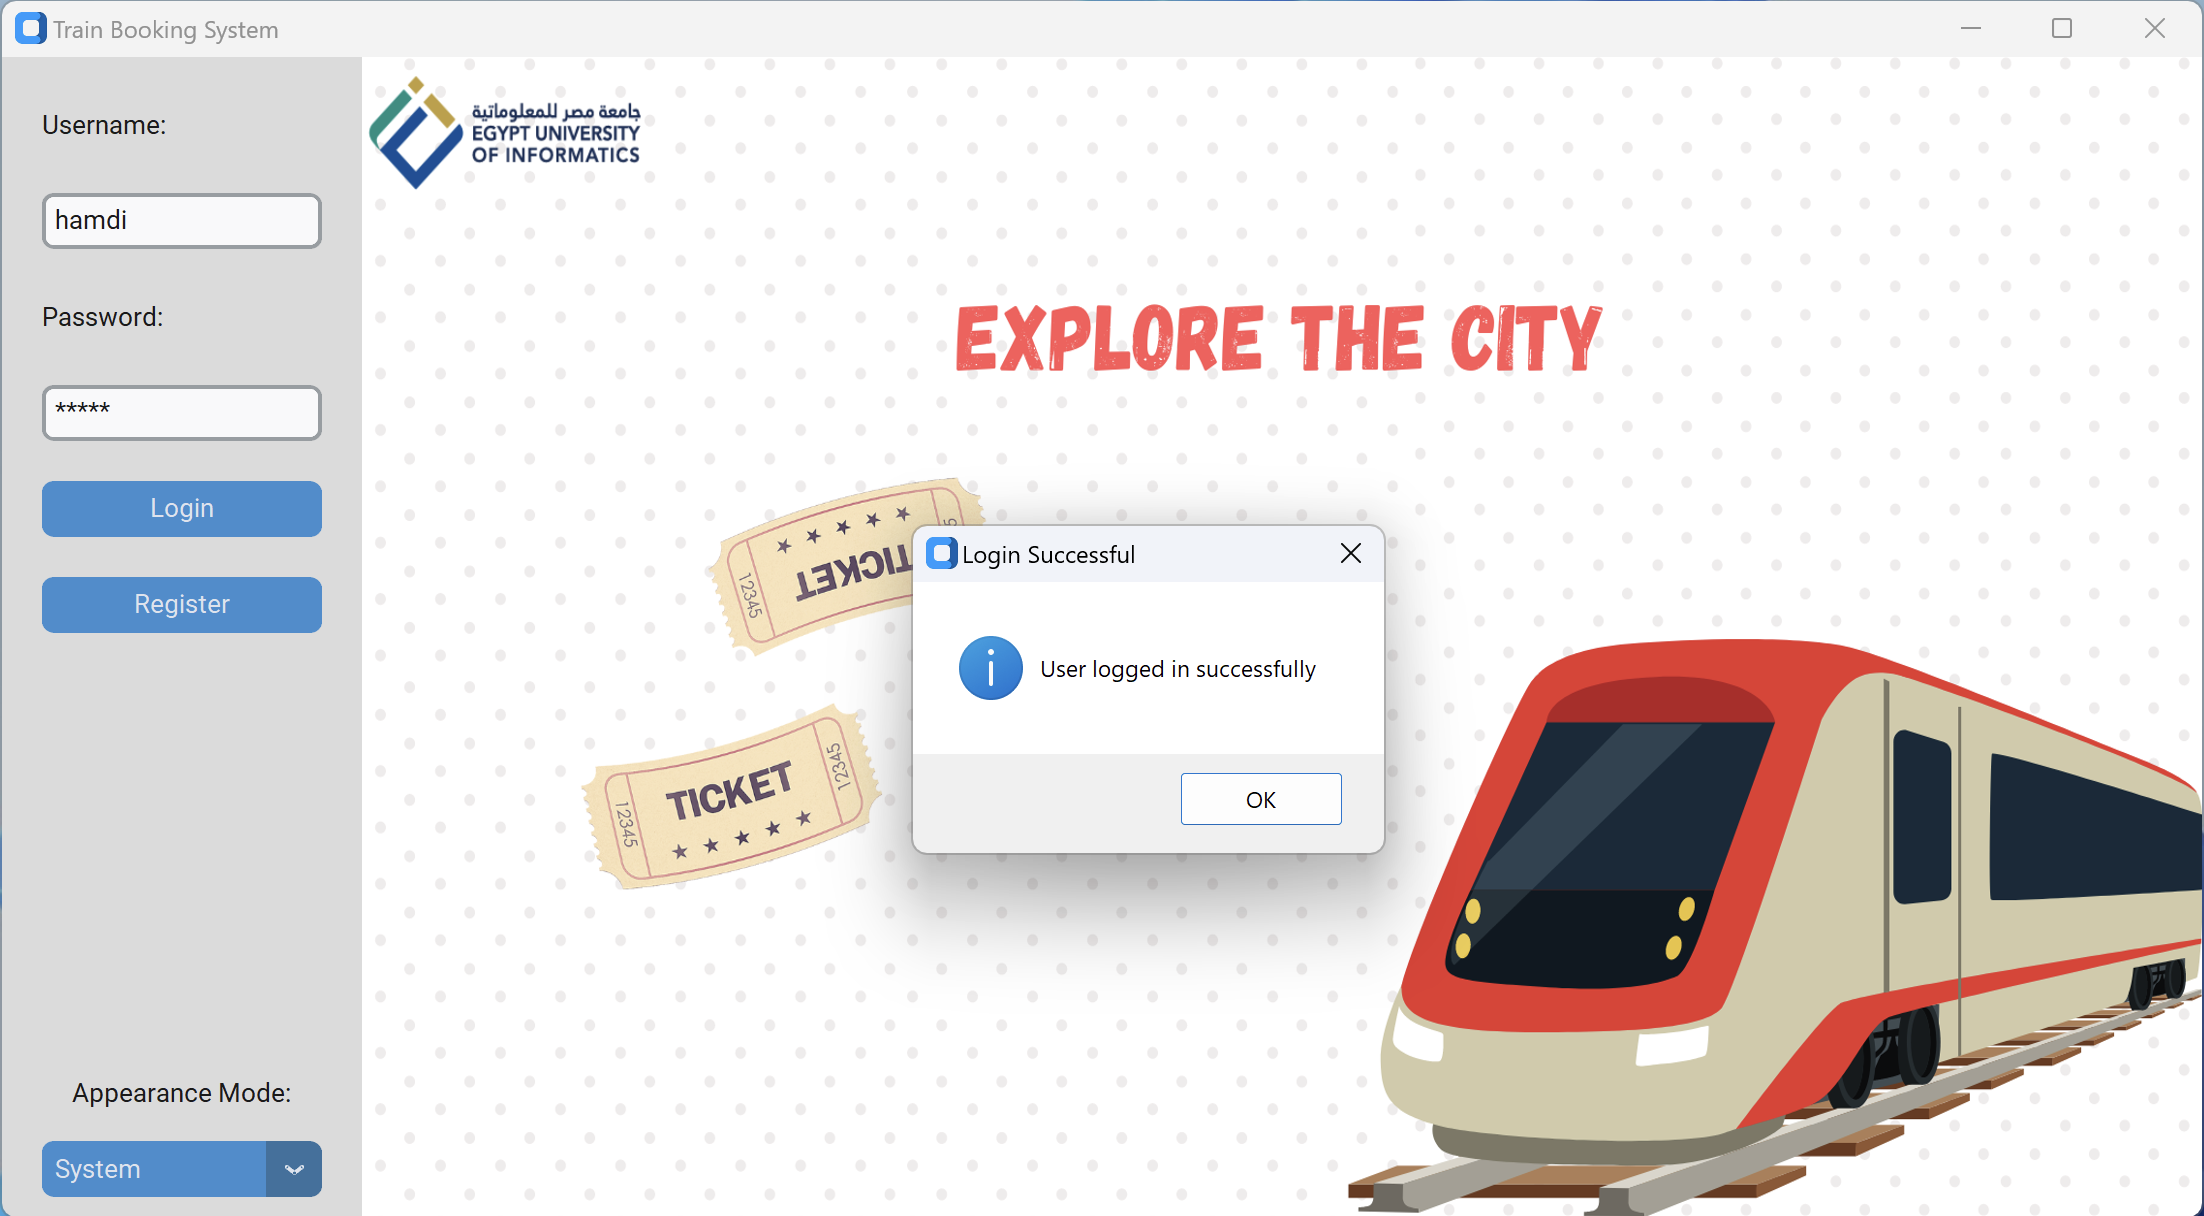 Train Booking System
Username:
hamdi
Password:
*****
Login
Register
Appearance Mode:
System
جامعة مصر للمعلوماتية
EGYPT UNIVERSITY
OF INFORMATICS
EXPLORE THE CITY
TICKET
12345
TICKET
12345
12345
Login Successful
User logged in successfully
OK